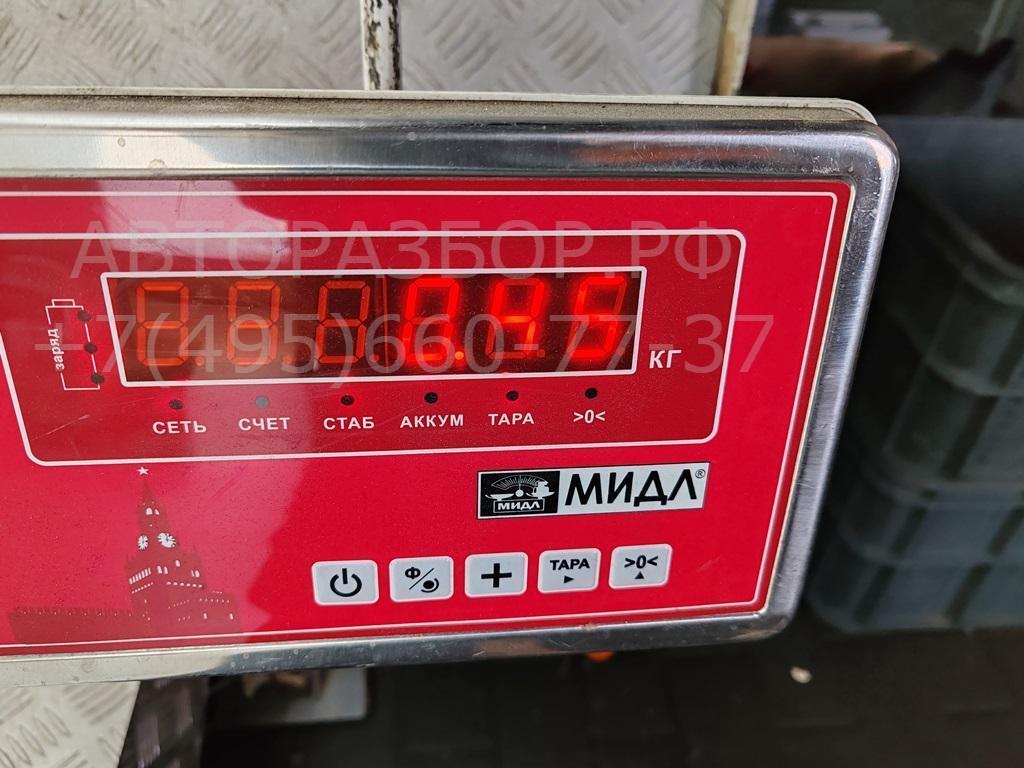 АВТОРАЗБОР.РФ
+7(495)660-77-37
заряд
КГ
СЕТЬ СЧЕТ СТАБ АККУМ ТАРА >0<
МИДЛ МИДЛ®
Ф + ТАРА >0<